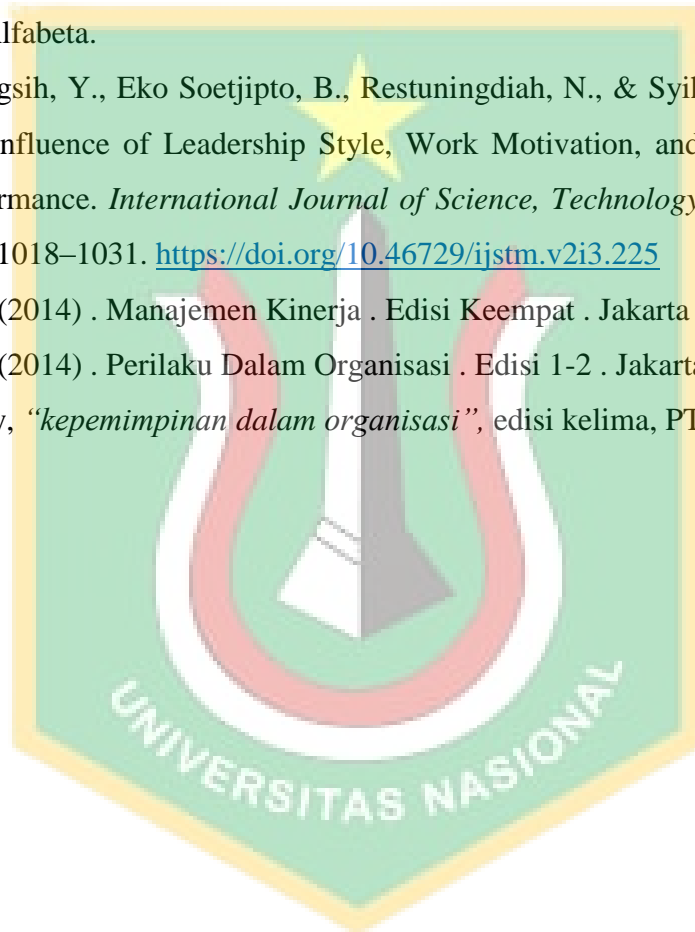 lfabeta.
gsih, Y., Eko Soetjipto, B., Restuningdiah, N., & Syil
nfluence of Leadership Style, Work Motivation, and
rmance. International Journal of Science, Technology
1018–1031. https://doi.org/10.46729/ijstm.v2i3.225
(2014) . Manajemen Kinerja . Edisi Keempat . Jakarta
(2014) . Perilaku Dalam Organisasi . Edisi 1-2 . Jakarta
, “kepemimpinan dalam organisasi”, edisi kelima, PT
UNIVERSITAS NASIONAL